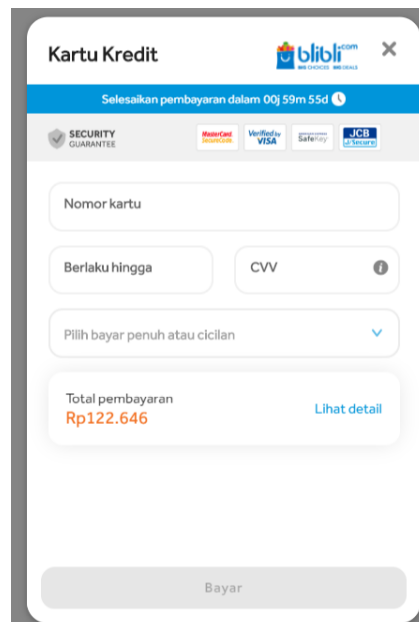 Kartu Kredit
blibli.com
BIG CHOICES BIG DEALS
Selesaikan pembayaran dalam 00j 59m 55d
SECURITY
GUARANTEE
MasterCard
SecureCode
Verified by
VISA
SafeKey
JCB
J/Secure
Nomor kartu
Berlaku hingga
CVV
Pilih bayar penuh atau cicilan
Total pembayaran
Rp122.646
Lihat detail
Bayar